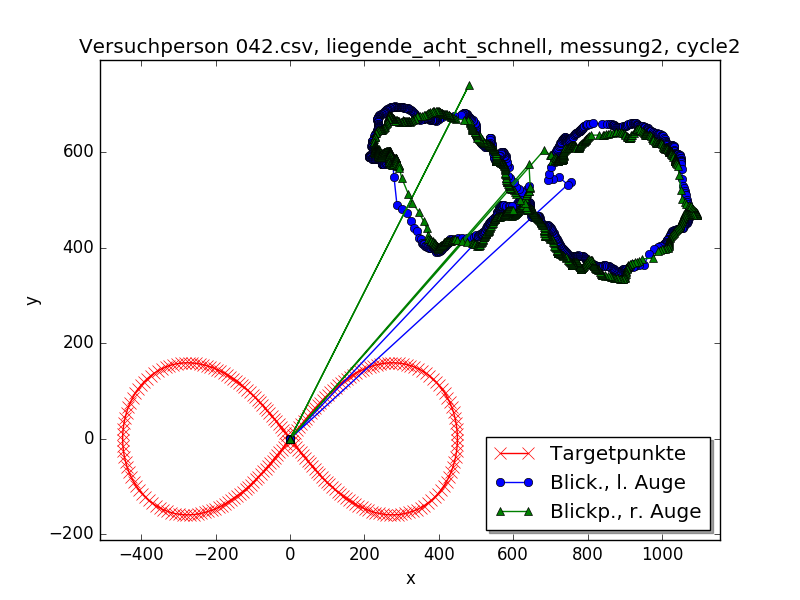 Versuchperson 042.csv, liegende_acht_schnell, messung2, cycle2
y
600
400
200
0
−200
−400
−200
0
200
400
600
800
1000
x
Targetpunkte
Blick., l. Auge
Blickp., r. Auge